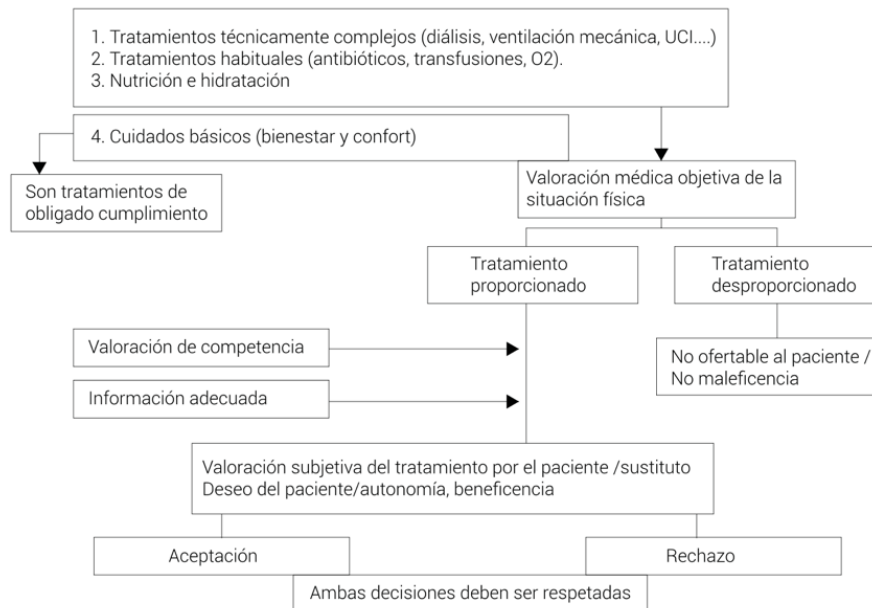 1. Tratamientos técnicamente complejos (diálisis, ventilación mecánica, UCI....)
2. Tratamientos habituales (antibióticos, transfusiones, O2).
3. Nutrición e hidratación
4. Cuidados básicos (bienestar y confort)
Son tratamientos de
obligado cumplimiento
Valoración médica objetiva de la
situación física
Tratamiento
proporcionado
Tratamiento
desproporcionado
Valoración de competencia
No ofertable al paciente /
No maleficencia
Información adecuada
Valoración subjetiva del tratamiento por el paciente /sustituto
Deseo del paciente/autonomía, beneficencia
Aceptación
Rechazo
Ambas decisiones deben ser respetadas